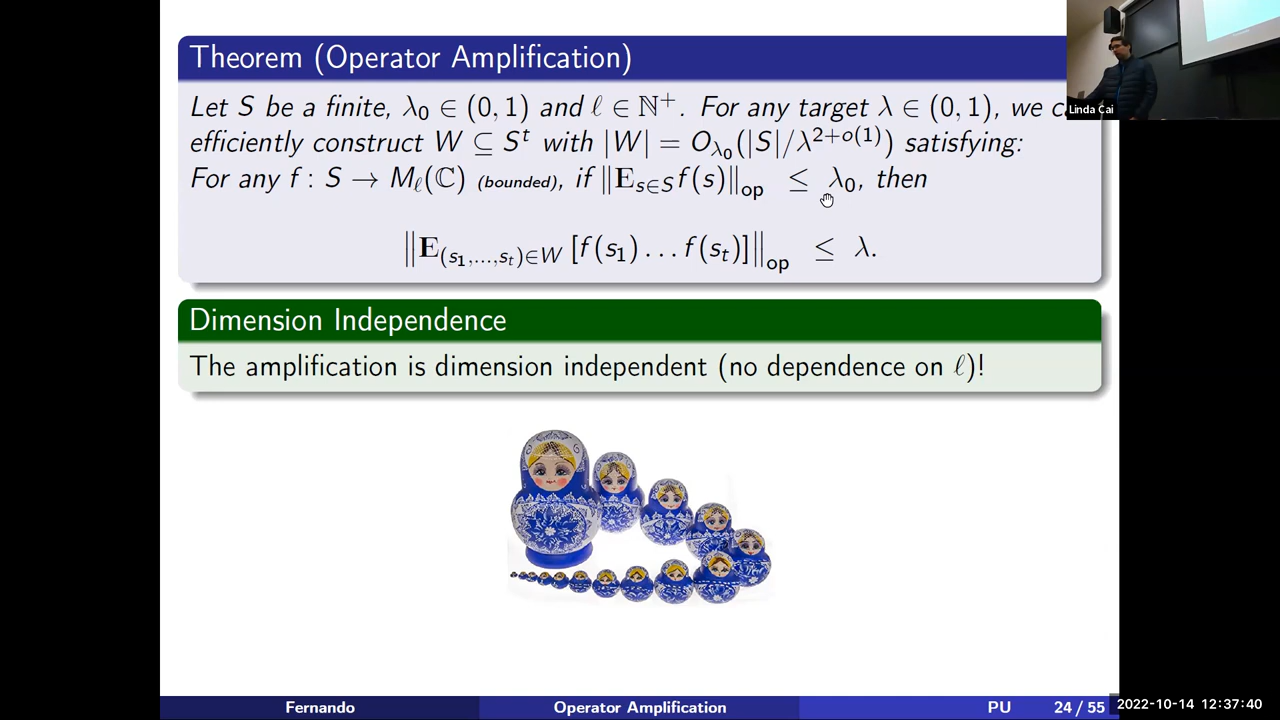 Theorem (Operator Amplification)
Let S be a finite, λ₀ ∈ (0, 1) and ℓ ∈ ℕ⁺. For any target λ ∈ (0, 1), we
efficiently construct W ⊆ Sᵗ with |W| = O_{λ₀}(|S|/λ^{2+o(1)}) satisfying:
For any f : S → M_ℓ(ℂ) (bounded), if ‖E_{s∈S} f(s)‖_op ≤ λ₀, then
‖E_{(s₁,...,s_t)∈W} [f(s₁) . . . f(s_t)]‖_op ≤ λ.
Dimension Independence
The amplification is dimension independent (no dependence on ℓ)!
Linda Cai
Fernando
Operator Amplification
PU
24 / 55
2022-10-14 12:37:40